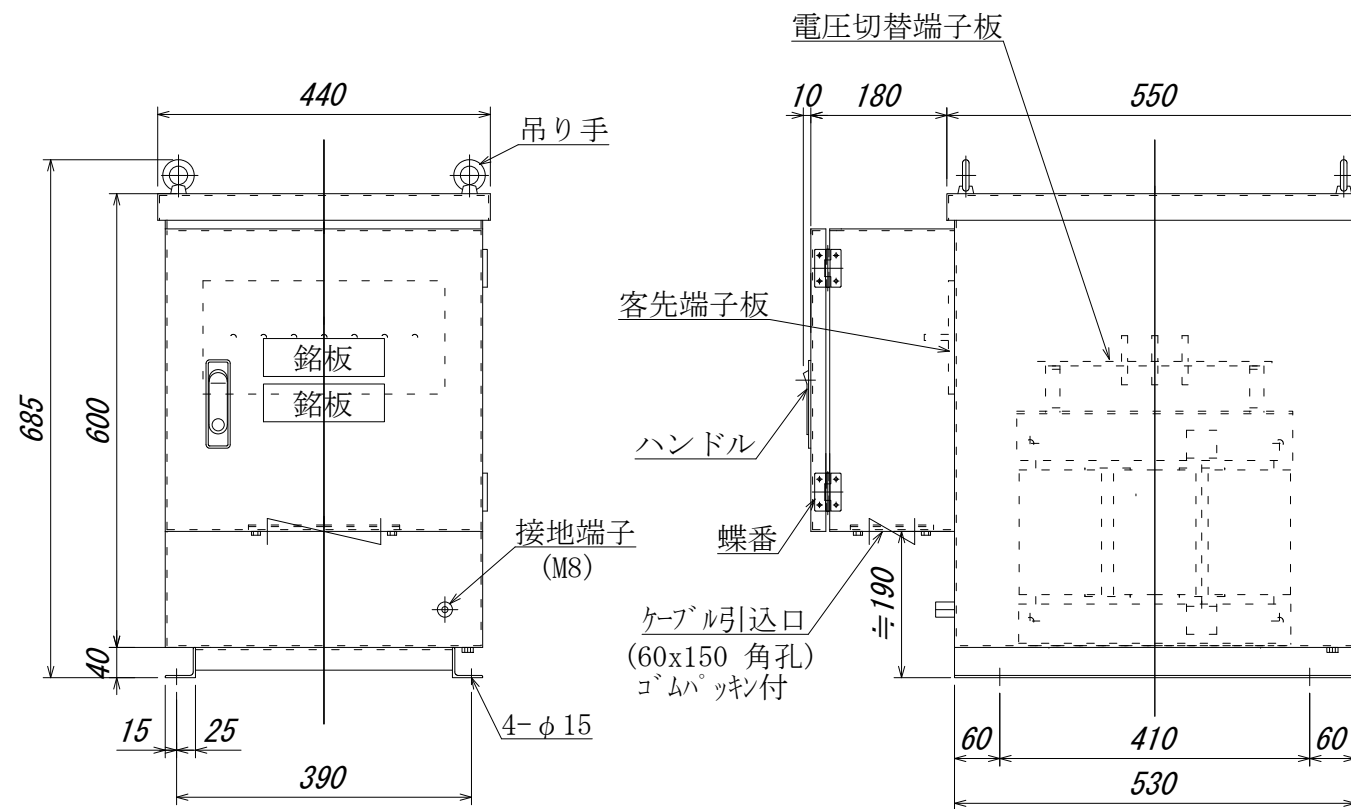 電圧切替端子板
440
10
180
550
吊り手
客先端子板
銘板
銘板
685
600
ハンドル
接地端子
(M8)
蝶番
≒190
ケーブル引込口
(60x150 角孔)
ゴムパッキン付
40
15
25
4-φ15
390
60
410
60
530